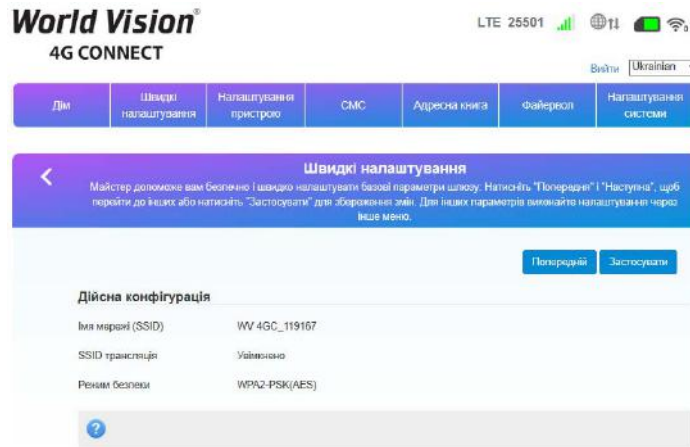 World Vision®
4G CONNECT
LTE 25501
Вийти Ukrainian
Дім
Швидкі налаштування
Налаштування пристрою
СМС
Адресна книга
Файервол
Налаштування системи
Швидкі налаштування
Майстер допоможе вам безпечно і швидко налаштувати базові параметри шлюзу. Натисніть "Попередня" і "Наступна", щоб
перейти до інших або натисніть "Застосувати" для збереження змін. Для інших параметрів виконайте налаштування через
інше меню.
Попередній Застосувати
Дійсна конфігурація
Імя мережі (SSID) WV 4GC_119167
SSID трансляція Увімкнено
Режим безпеки WPA2-PSK(AES)